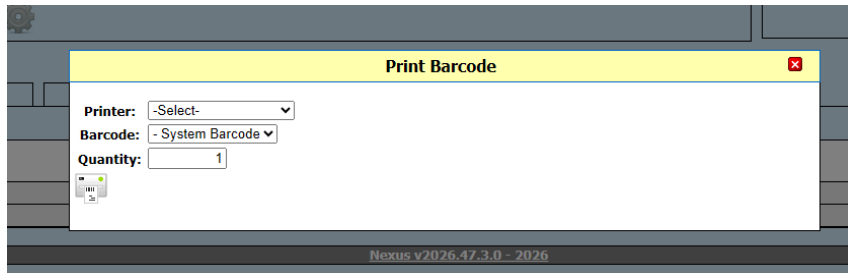 Print Barcode
Printer: -Select-
Barcode: - System Barcode
Quantity: 1
Nexus v2026.47.3.0 - 2026